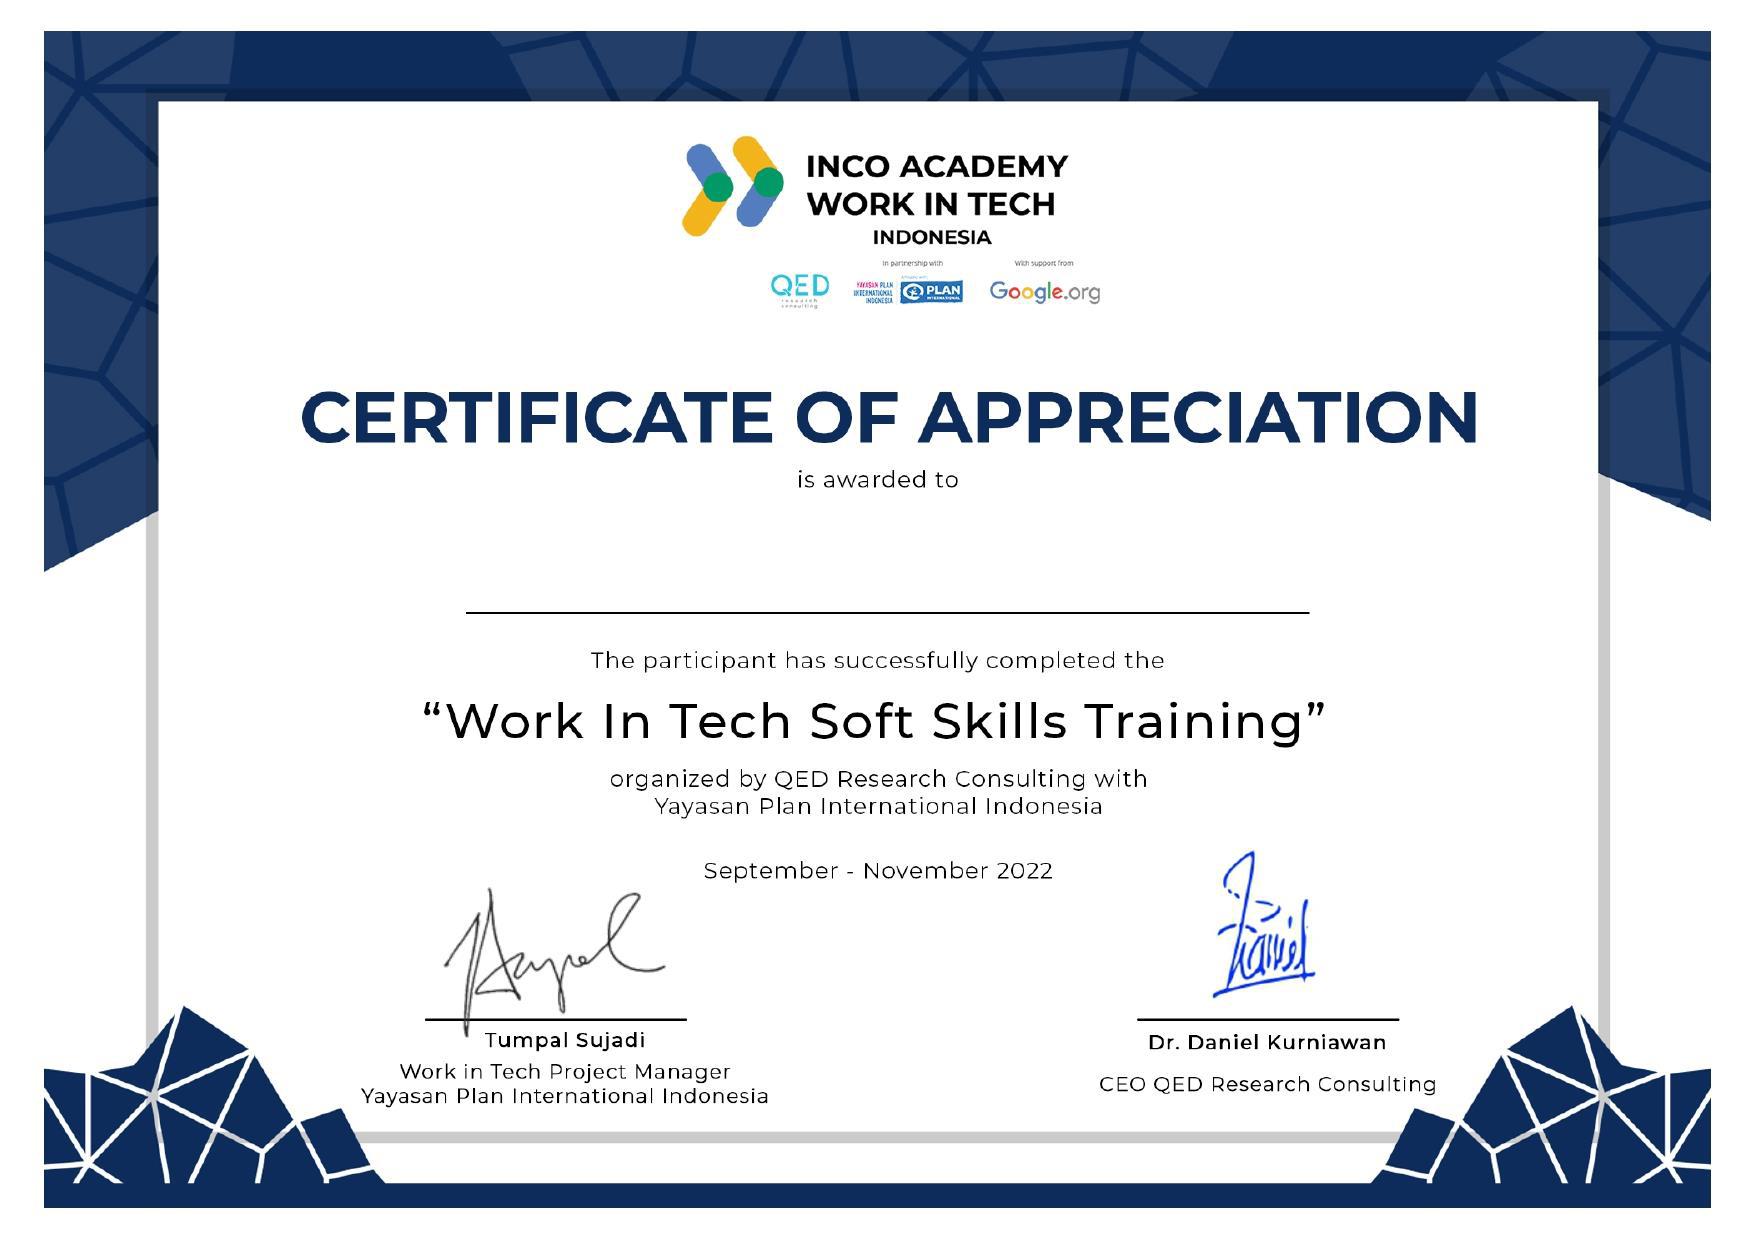 INCO ACADEMY
WORK IN TECH
INDONESIA
In partnership with
With support from
QED
research
consulting
YAYASAN PLAN
INTERNATIONAL
INDONESIA
PLAN
INTERNATIONAL
Google.org
CERTIFICATE OF APPRECIATION
is awarded to
The participant has successfully completed the
“Work In Tech Soft Skills Training”
organized by QED Research Consulting with
Yayasan Plan International Indonesia
September - November 2022
Daniel
Tumpal Sujadi
Work in Tech Project Manager
Yayasan Plan International Indonesia
Dr. Daniel Kurniawan
CEO QED Research Consulting